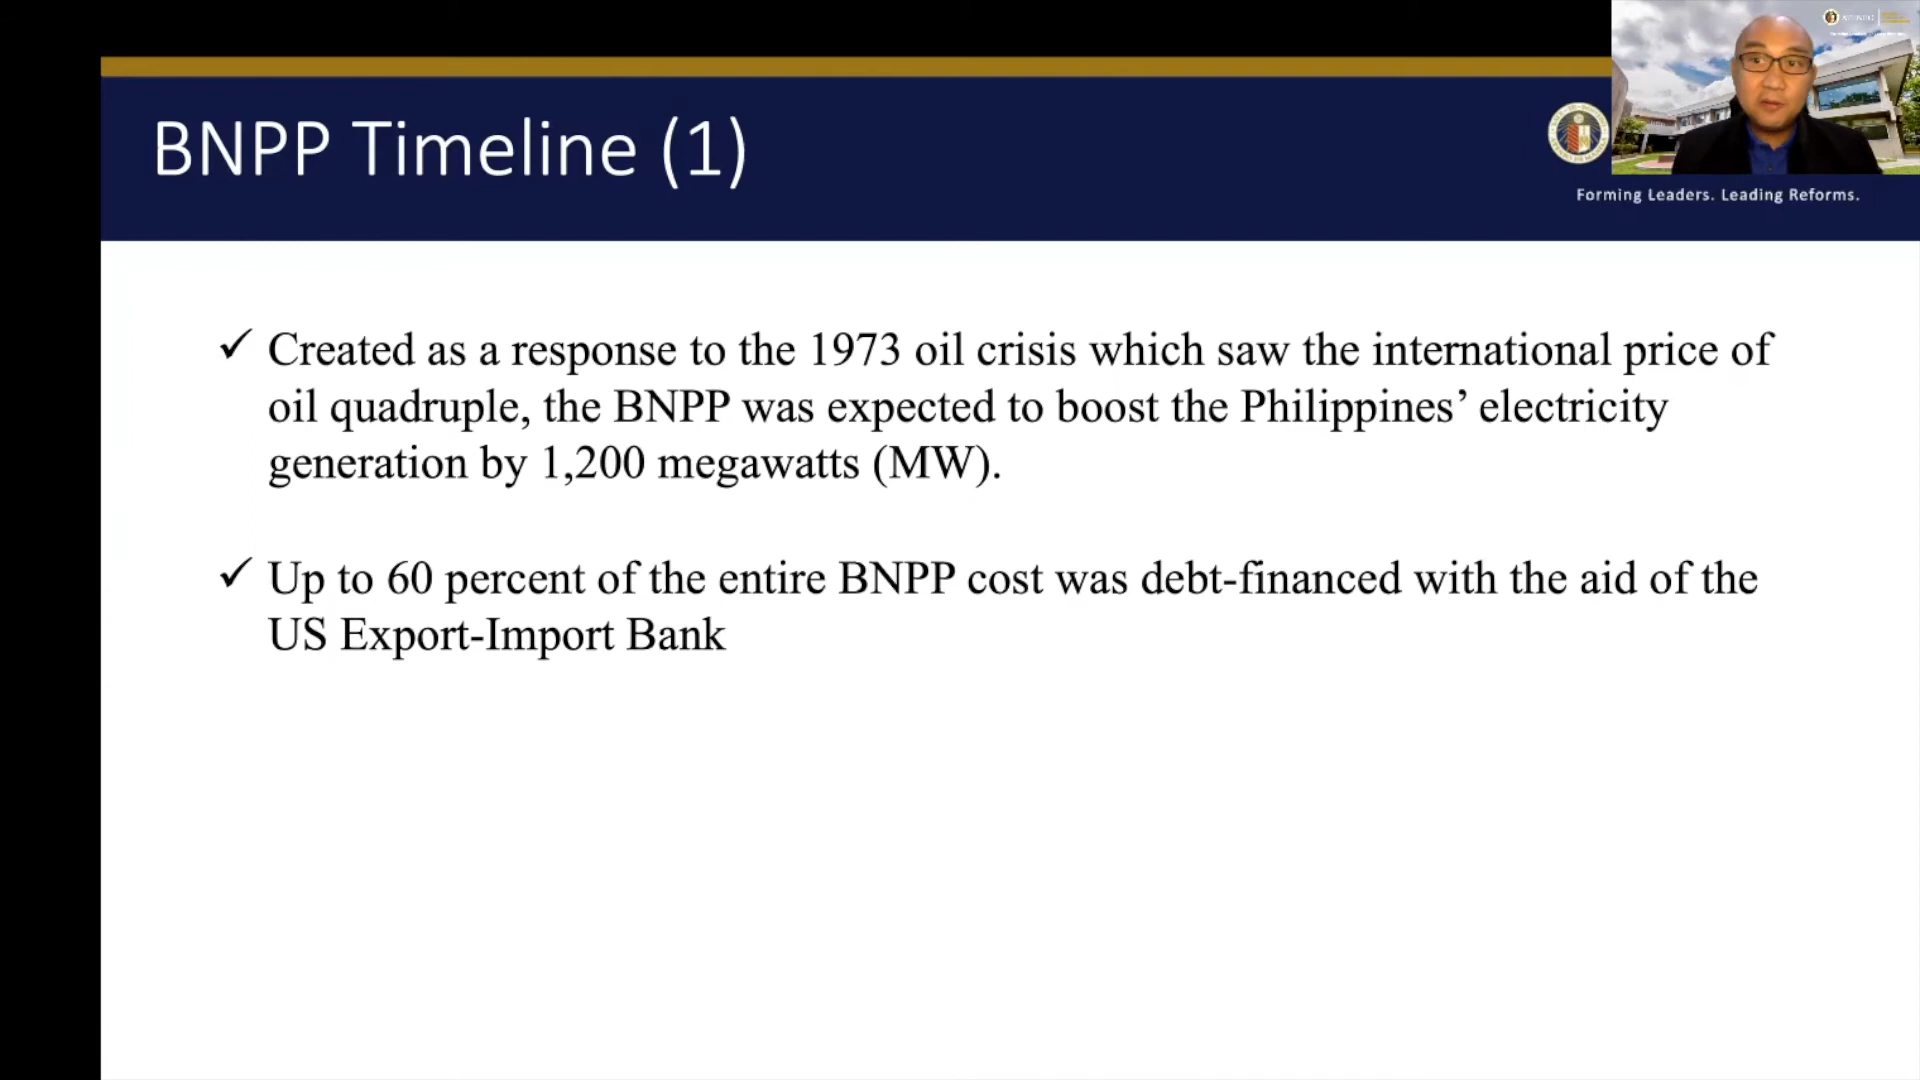 BNPP Timeline (1)
ATENEO
Forming Leaders. Leading Reforms.
✓ Created as a response to the 1973 oil crisis which saw the international price of
oil quadruple, the BNPP was expected to boost the Philippines’ electricity
generation by 1,200 megawatts (MW).
✓ Up to 60 percent of the entire BNPP cost was debt-financed with the aid of the
US Export-Import Bank